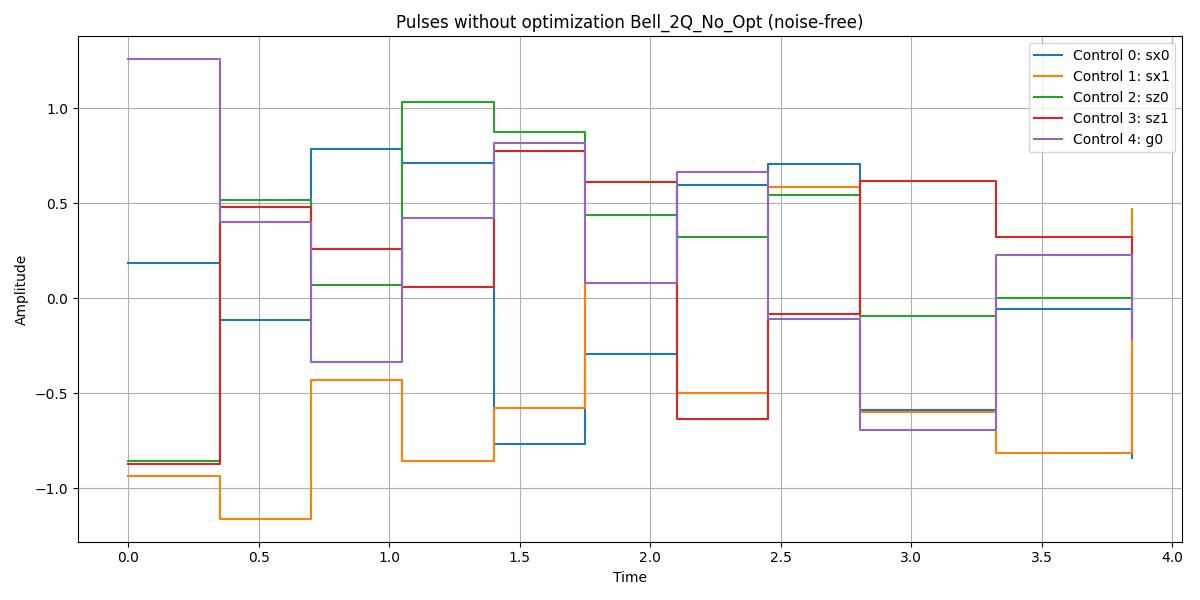 Pulses without optimization Bell_2Q_No_Opt (noise-free)
Control 0: sx0
Control 1: sx1
Control 2: sz0
Control 3: sz1
Control 4: g0
Amplitude
1.0
0.5
0.0
−0.5
−1.0
0.0 0.5 1.0 1.5 2.0 2.5 3.0 3.5 4.0
Time